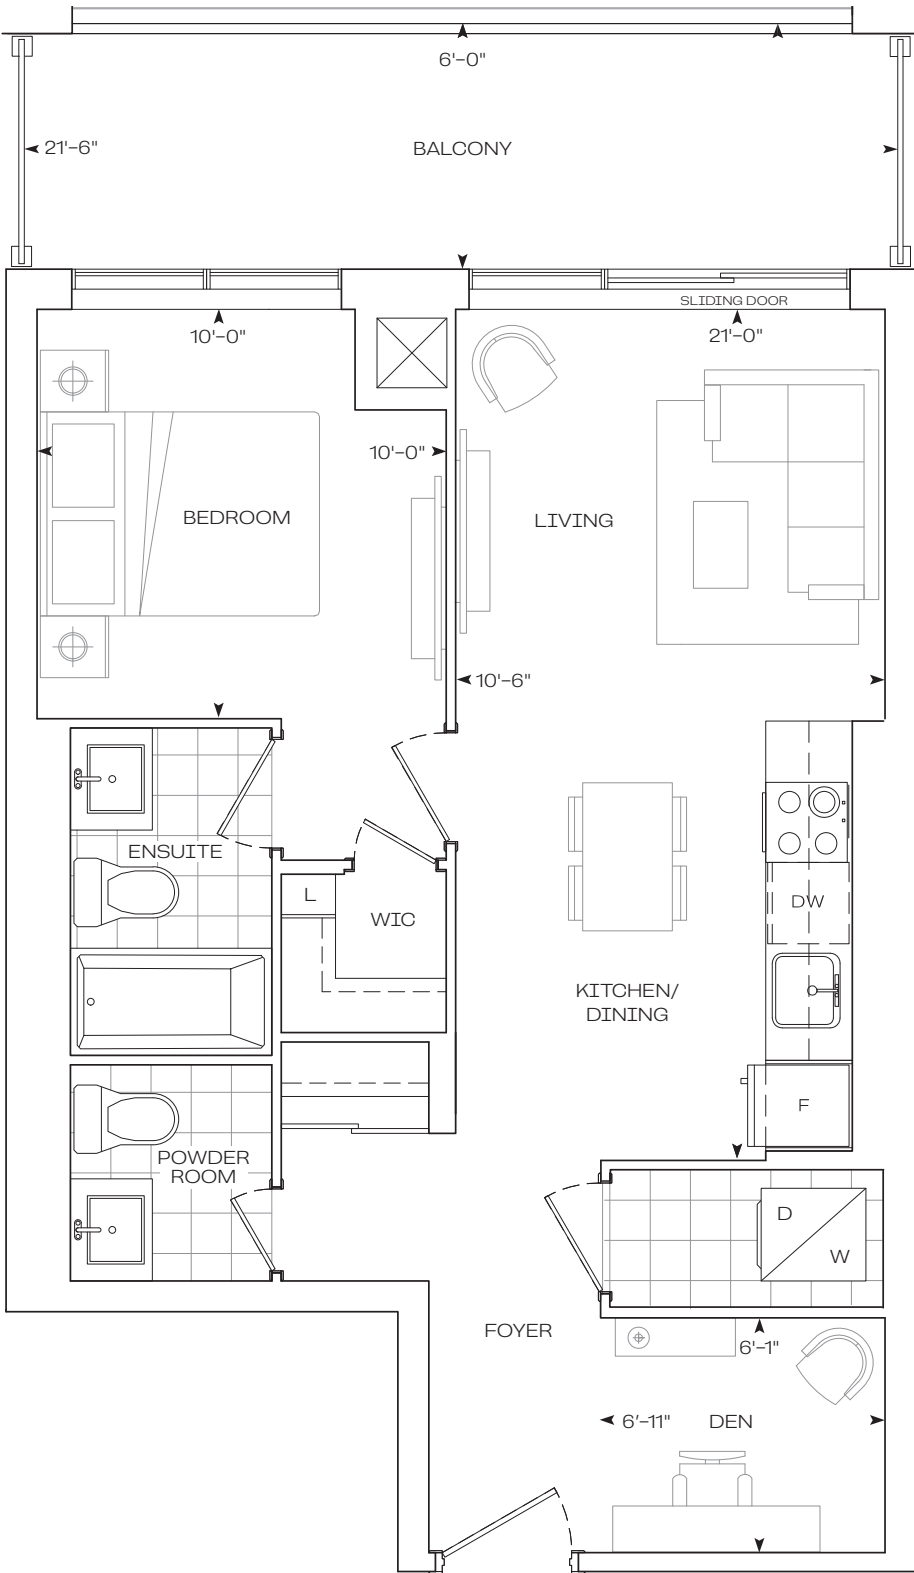 6'-0"
21'-6"
BALCONY
SLIDING DOOR
10'-0"
21'-0"
10'-0"
BEDROOM
LIVING
10'-6"
ENSUITE
L
WIC
DW
KITCHEN/
DINING
F
POWDER
ROOM
D
W
FOYER
6'-1"
6'-11"
DEN